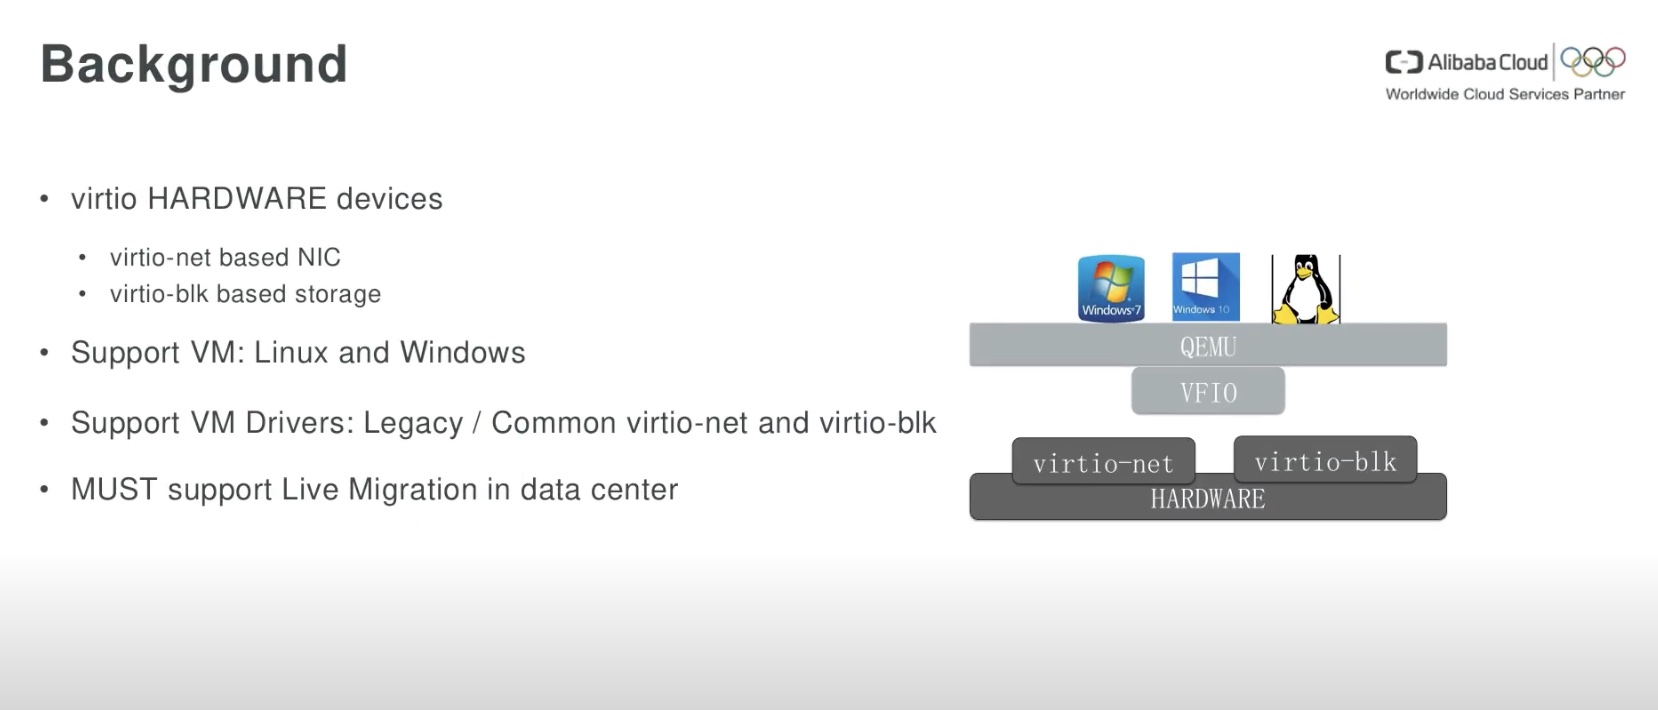 Background
Alibaba Cloud
Worldwide Cloud Services Partner
• virtio HARDWARE devices
• virtio-net based NIC
• virtio-blk based storage
• Support VM: Linux and Windows
• Support VM Drivers: Legacy / Common virtio-net and virtio-blk
• MUST support Live Migration in data center
Windows 7
Windows 10
QEMU
VFIO
virtio-net
virtio-blk
HARDWARE